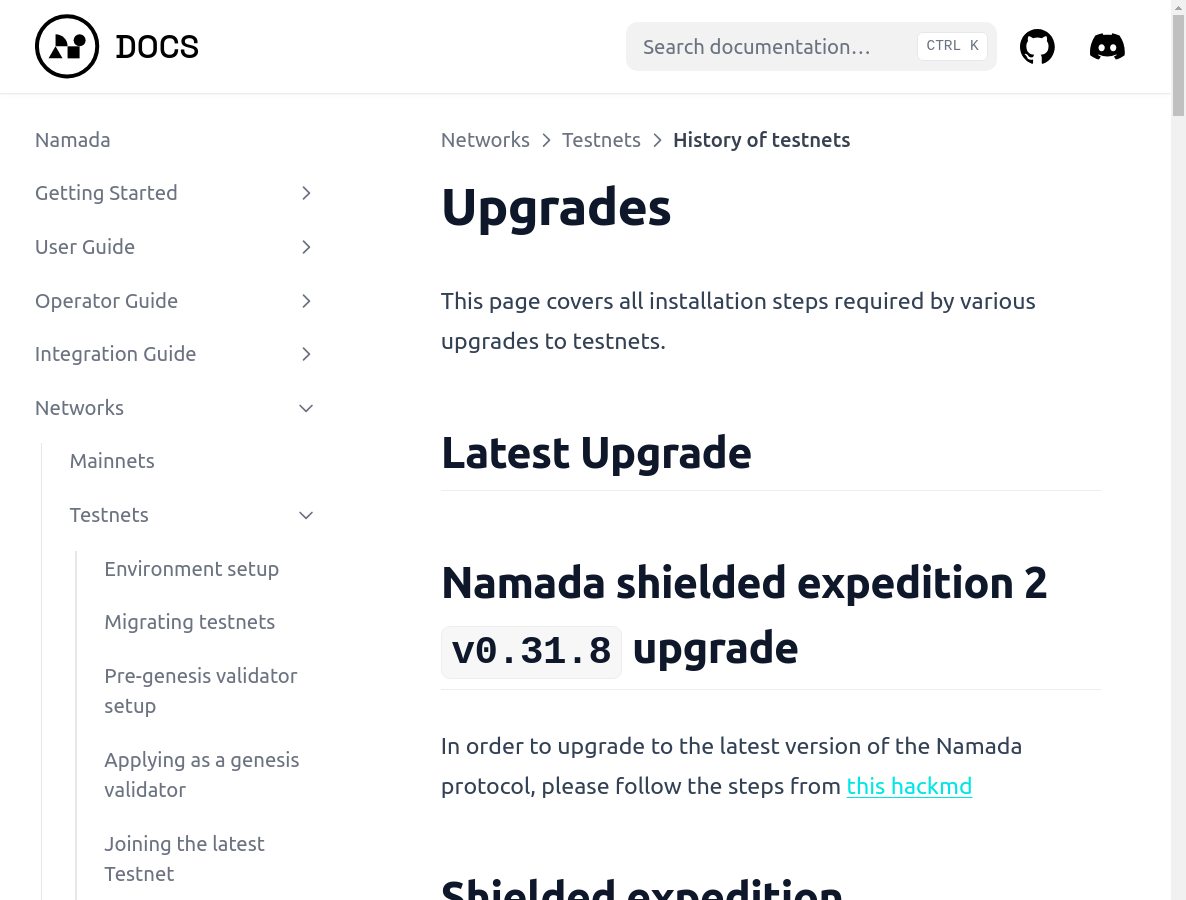 DOCS
Search documentation…
CTRL K
Namada
Getting Started
User Guide
Operator Guide
Integration Guide
Networks
Mainnets
Testnets
Environment setup
Migrating testnets
Pre-genesis validator
setup
Applying as a genesis
validator
Joining the latest
Testnet
Networks
Testnets
History of testnets
Upgrades
This page covers all installation steps required by various
upgrades to testnets.
Latest Upgrade
Namada shielded expedition 2
v0.31.8 upgrade
In order to upgrade to the latest version of the Namada
protocol, please follow the steps from this hackmd
Shielded expedition